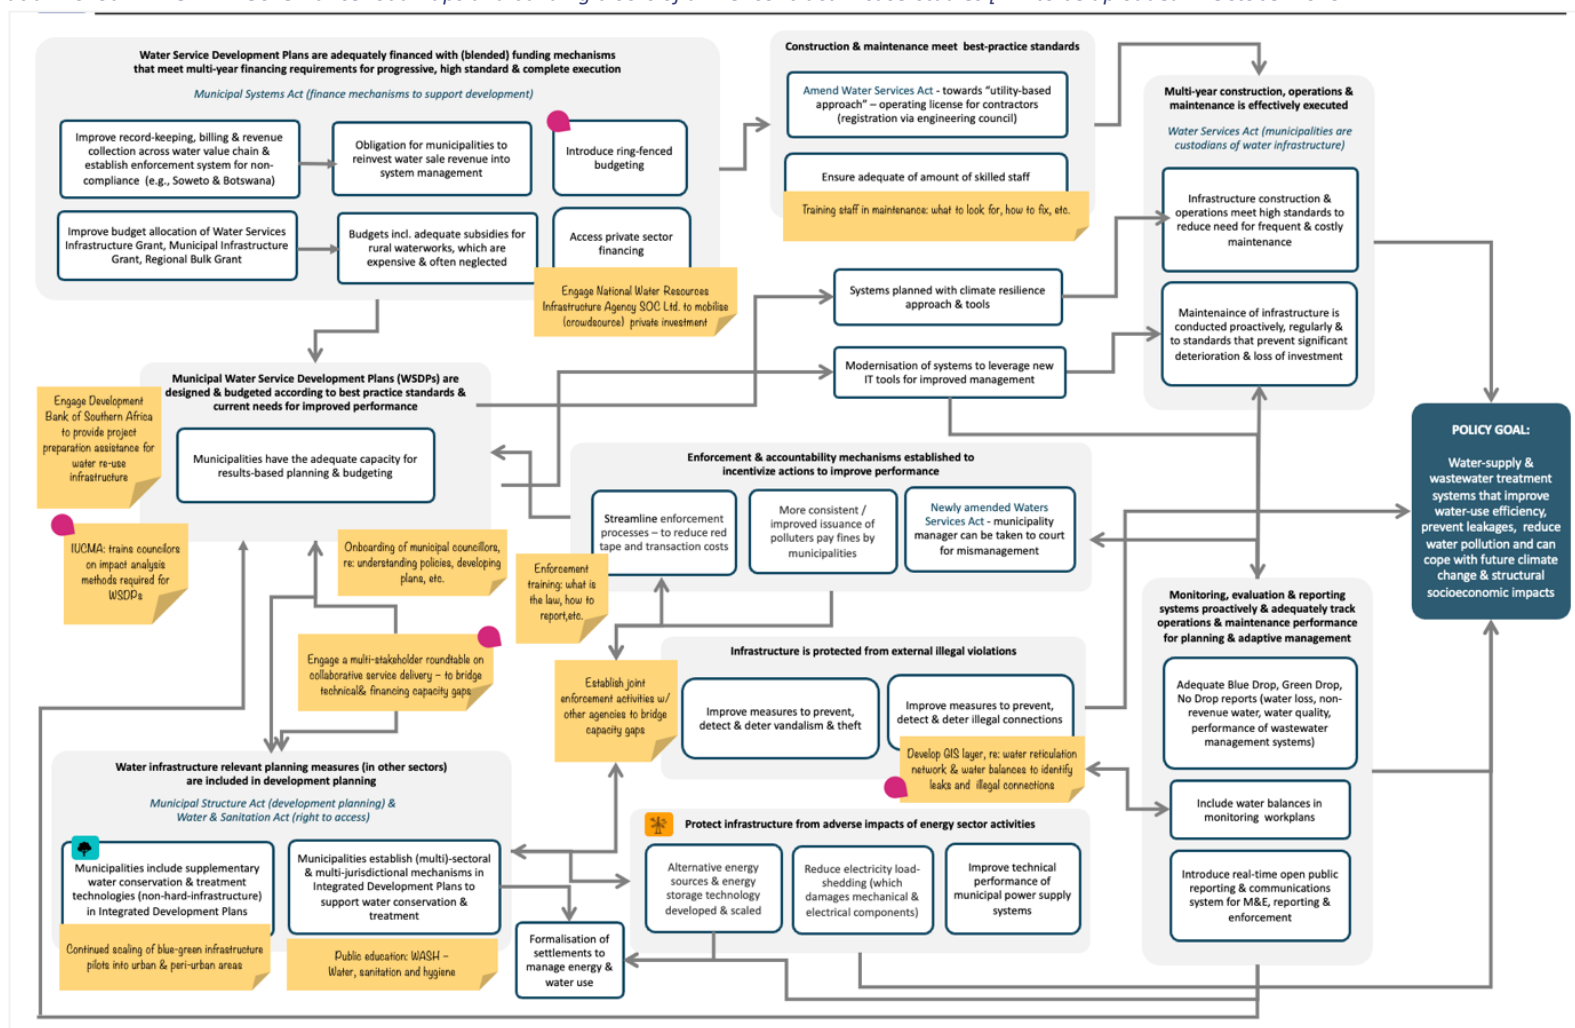 Water Service Development Plans are adequately financed with (blended) funding mechanisms
that meet multi-year financing requirements for progressive, high standard & complete execution
Municipal Systems Act (finance mechanisms to support development)
Improve record-keeping, billing & revenue
collection across water value chain &
establish enforcement system for non-
compliance (e.g., Soweto & Botswana)
Obligation for municipalities to
reinvest water sale revenue into
system management
Introduce ring-fenced
budgeting
Improve budget allocation of Water Services
Infrastructure Grant, Municipal Infrastructure
Grant, Regional Bulk Grant
Budgets incl. adequate subsidies for
rural waterworks, which are
expensive & often neglected
Access private sector
financing
Engage National Water Resources
Infrastructure Agency SOC Ltd. to mobilise
(crowdsource) private investment
Construction & maintenance meet best-practice standards
Amend Water Services Act - towards “utility-based
approach” – operating license for contractors
(registration via engineering council)
Ensure adequate of amount of skilled staff
Training staff in maintenance: what to look for, how to fix, etc.
Systems planned with climate resilience
approach & tools
Modernisation of systems to leverage new
IT tools for improved management
Multi-year construction, operations &
maintenance is effectively executed
Water Services Act (municipalities are
custodians of water infrastructure)
Infrastructure construction &
operations meet high standards to
reduce need for frequent & costly
maintenance
Maintenaince of infrastructure is
conducted proactively, regularly &
to standards that prevent significant
deterioration & loss of investment
POLICY GOAL:
Water-supply &
wastewater treatment
systems that improve
water-use efficiency,
prevent leakages, reduce
water pollution and can
cope with future climate
change & structural
socioeconomic impacts
Municipal Water Service Development Plans (WSDPs) are
designed & budgeted according to best practice standards &
current needs for improved performance
Municipalities have the adequate capacity for
results-based planning & budgeting
Engage Development
Bank of Southern Africa
to provide project
preparation assistance for
water re-use
infrastructure
IUCMA: trains councilors
on impact analysis
methods required for
WSDPs
Onboarding of municipal councillors,
re: understanding policies, developing
plans, etc.
Engage a multi-stakeholder roundtable on
collaborative service delivery – to bridge
technical& financing capacity gaps
Enforcement & accountability mechanisms established to
incentivize actions to improve performance
Streamline enforcement
processes – to reduce red
tape and transaction costs
More consistent /
improved issuance of
polluters pay fines by
municipalities
Newly amended Waters
Services Act - municipality
manager can be taken to court
for mismanagement
Enforcement
training: what is
the law, how to
report,etc.
Establish joint
enforcement activities w/
other agencies to bridge
capacity gaps
Infrastructure is protected from external illegal violations
Improve measures to prevent,
detect & deter vandalism & theft
Improve measures to prevent,
detect & deter illegal connections
Develop GIS layer, re: water reticulation
network & water balances to identify
leaks and illegal connections
Monitoring, evaluation & reporting
systems proactively & adequately track
operations & maintenance performance
for planning & adaptive management
Adequate Blue Drop, Green Drop,
No Drop reports (water loss, non-
revenue water, water quality,
performance of wastewater
management systems)
Include water balances in
monitoring workplans
Introduce real-time open public
reporting & communications
system for M&E, reporting &
enforcement
Water infrastructure relevant planning measures (in other sectors)
are included in development planning
Municipal Structure Act (development planning) &
Water & Sanitation Act (right to access)
Municipalities include supplementary
water conservation & treatment
technologies (non-hard-infrastructure)
in Integrated Development Plans
Municipalities establish (multi)-sectoral
& multi-jurisdictional mechanisms in
Integrated Development Plans to
support water conservation &
treatment
Continued scaling of blue-green infrastructure
pilots into urban & peri-urban areas
Public education: WASH –
Water, sanitation and hygiene
Formalisation of
settlements to
manage energy &
water use
Protect infrastructure from adverse impacts of energy sector activities
Alternative energy
sources & energy
storage technology
developed & scaled
Reduce electricity load-
shedding (which
damages mechanical &
electrical components)
Improve technical
performance of
municipal power supply
systems